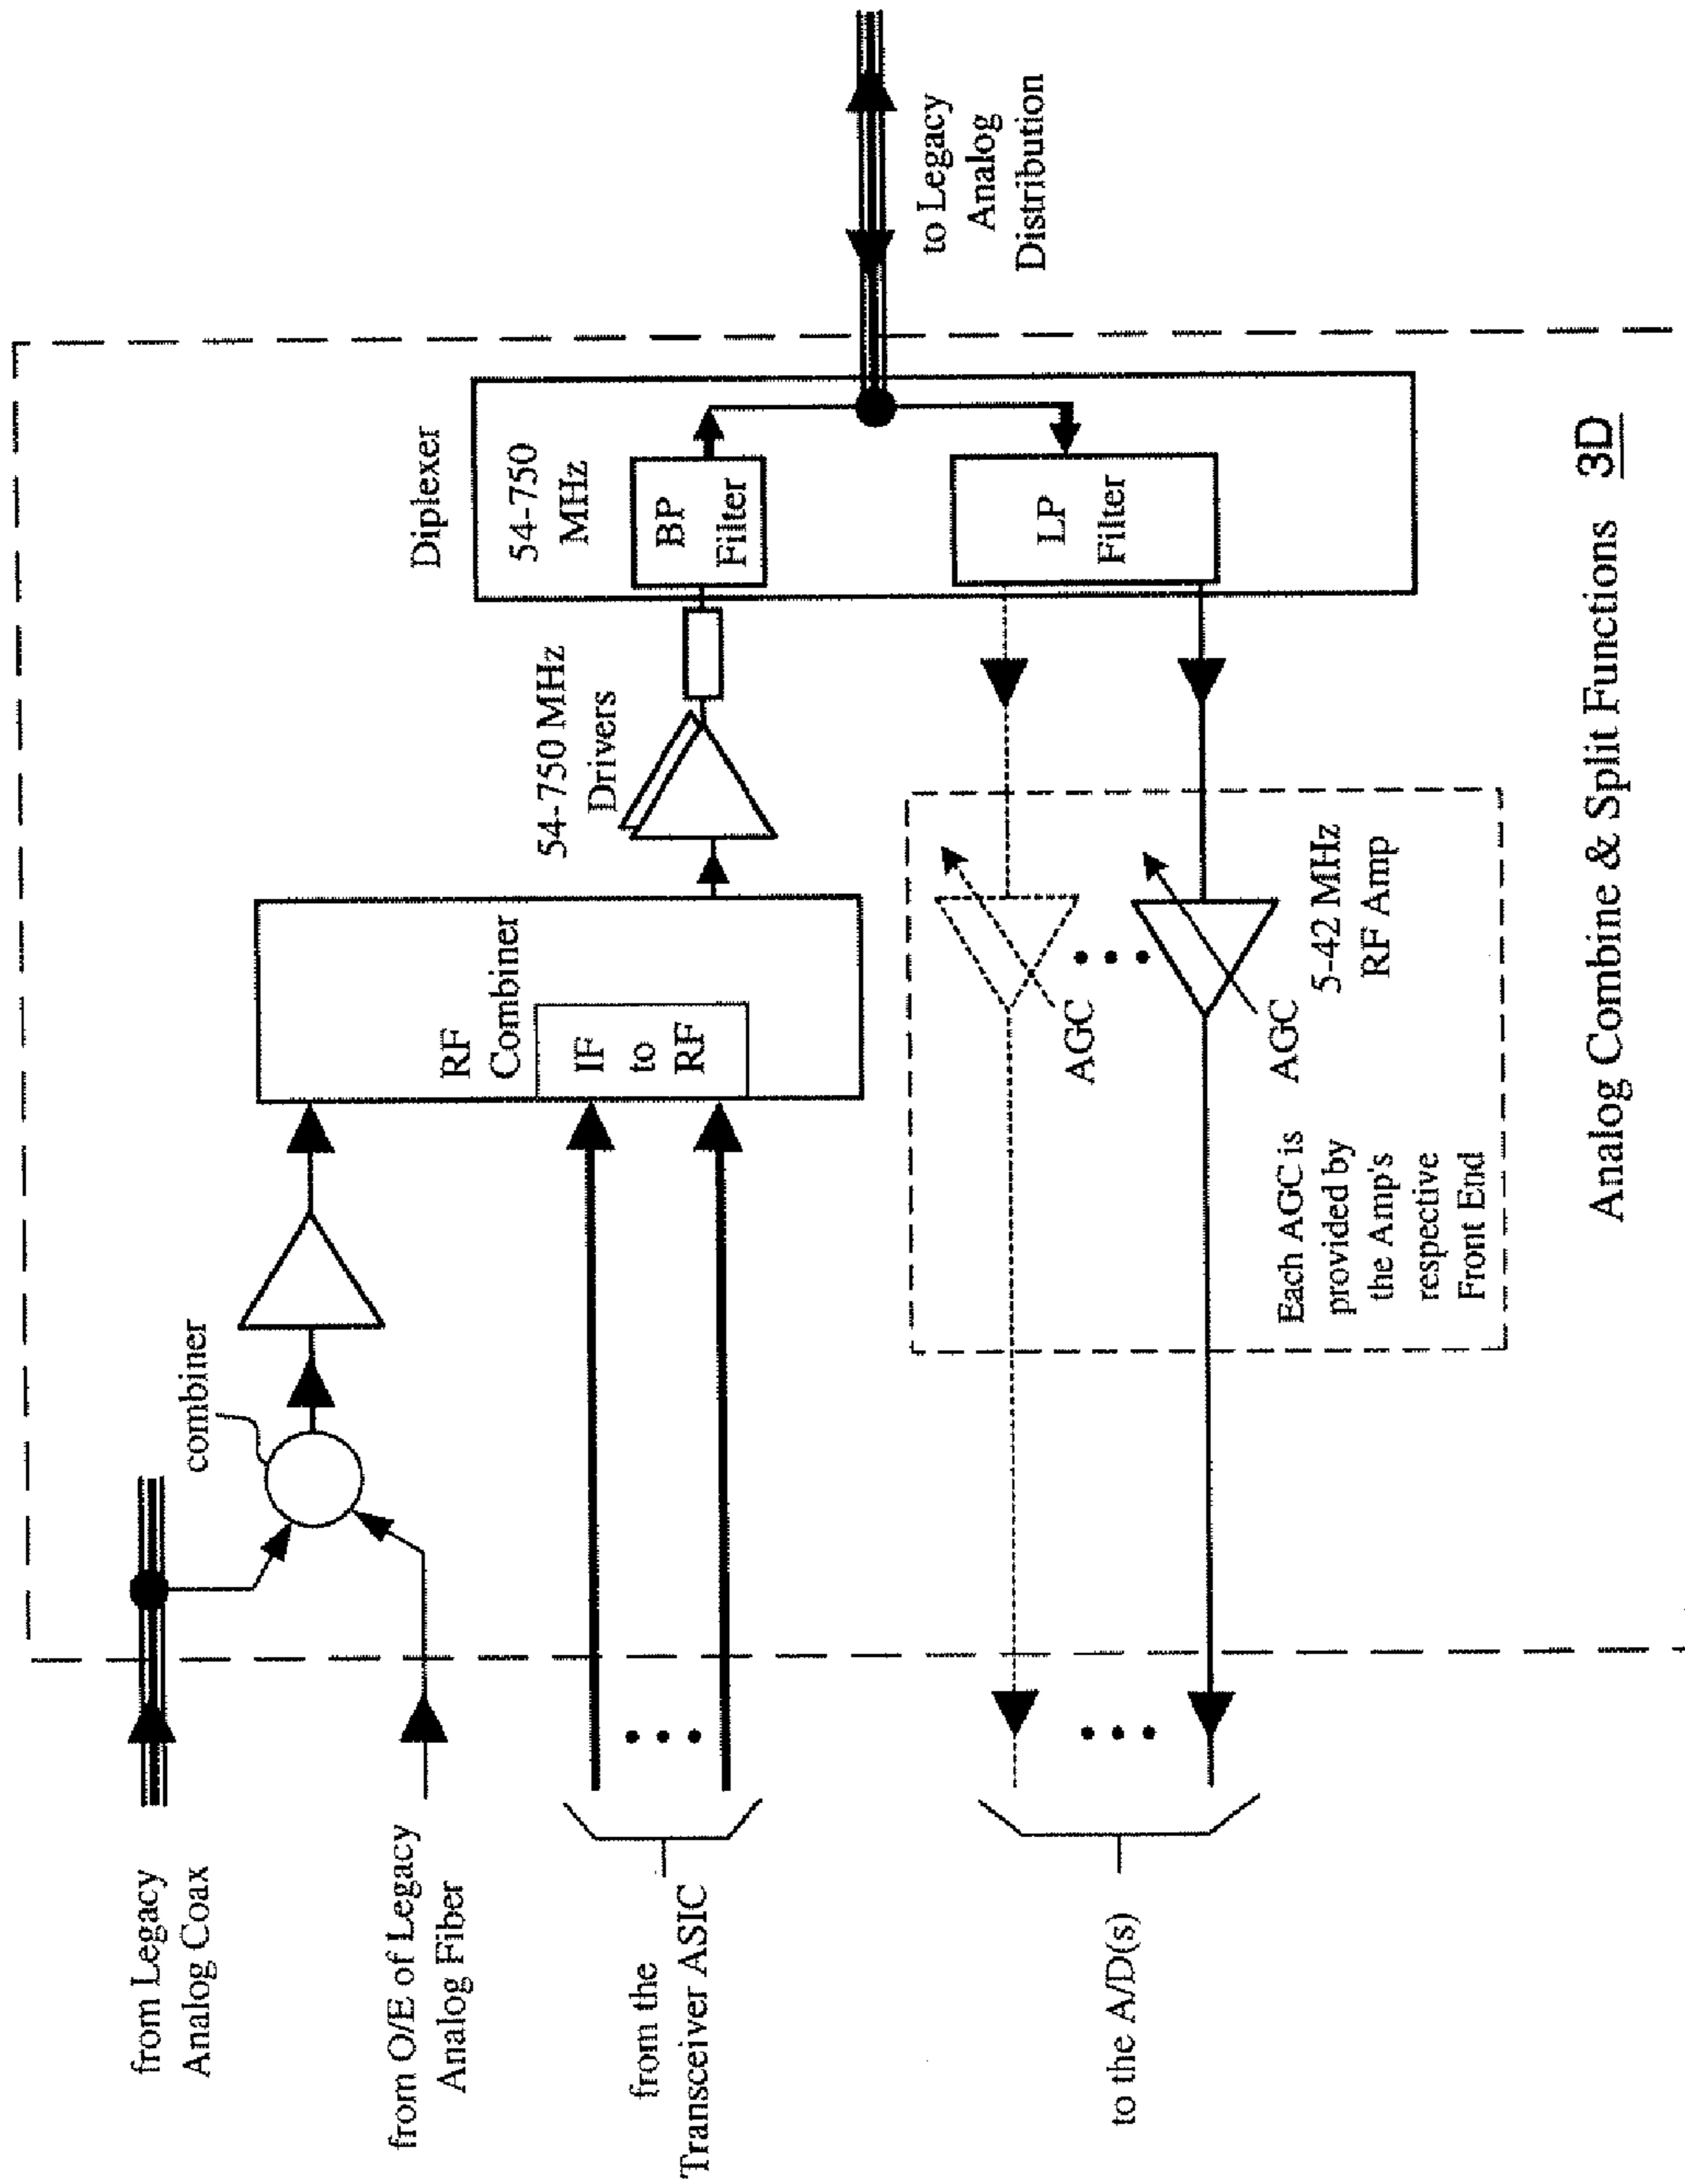 from Legacy
Analog Coax
from O/E of Legacy
Analog Fiber
from the
Transceiver ASIC
to the A/D(s)
combiner
RF
Combiner
IF
to
RF
54-750 MHz
Drivers
Diplexer
54-750
MHz
BP
Filter
LP
Filter
to Legacy
Analog
Distribution
AGC
AGC
5-42 MHz
RF Amp
Each AGC is
provided by
the Amp's
respective
Front End
Analog Combine & Split Functions 3D